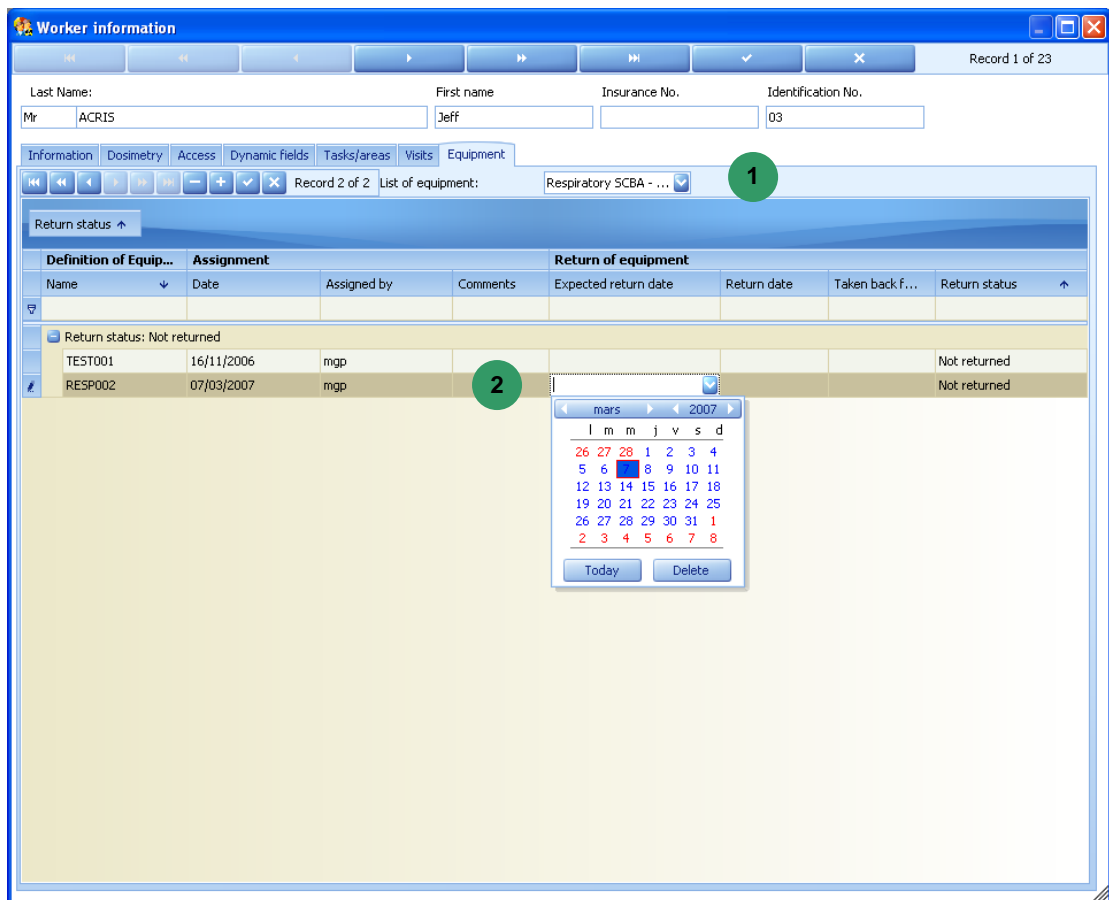 Worker information
Record 1 of 23
Last Name: First name Insurance No. Identification No.
Mr ACRIS Jeff 03
Information Dosimetry Access Dynamic fields Tasks/areas Visits Equipment
Record 2 of 2 List of equipment: Respiratory SCBA - ... 1
Return status
Definition of Equip... Assignment Return of equipment
Name Date Assigned by Comments Expected return date Return date Taken back f... Return status
Return status: Not returned
TEST001 16/11/2006 mgp Not returned
RESP002 07/03/2007 mgp 2 Not returned
mars 2007
l m m j v s d
26 27 28 1 2 3 4
5 6 7 8 9 10 11
12 13 14 15 16 17 18
19 20 21 22 23 24 25
26 27 28 29 30 31 1
2 3 4 5 6 7 8
Today Delete